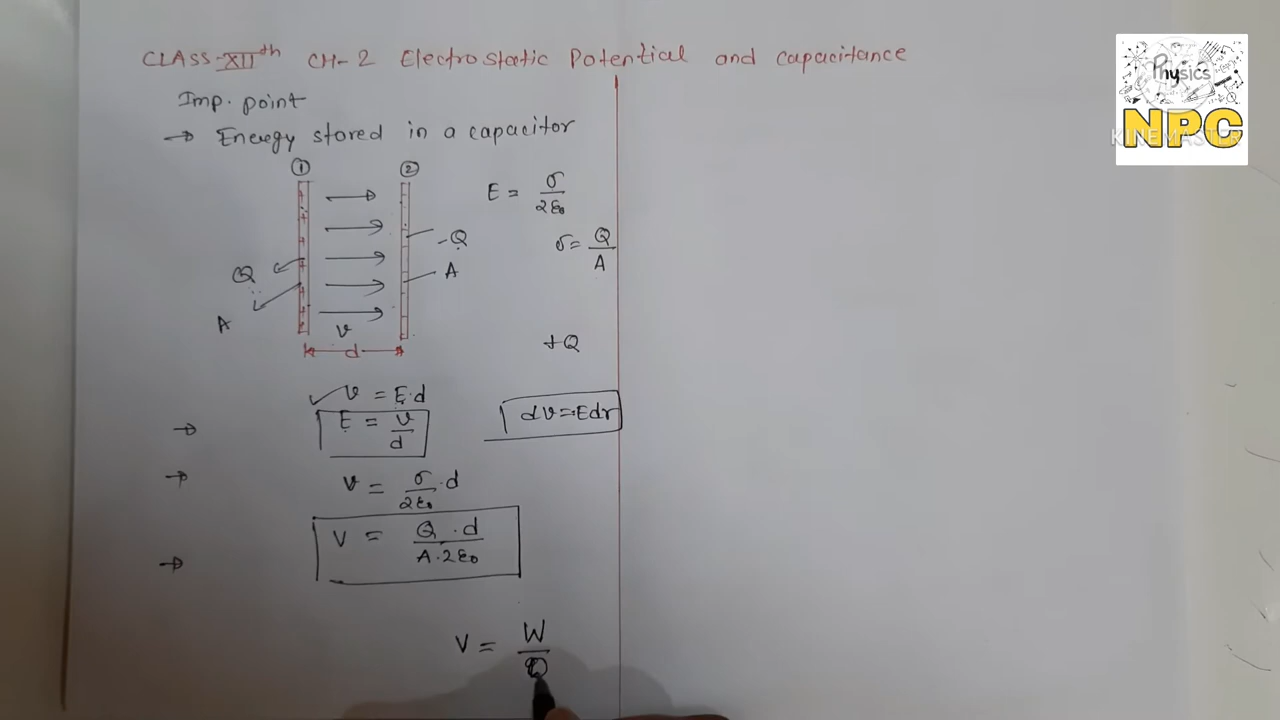 CLASS-XIIth CH-2 Electrostatic Potential and capacitance
Imp. point
→ Energy stored in a capacitor
① ②
E = σ/2ε₀
σ = Q/A
-Q
A
Q
A
V
d
+Q
V = E·d
→ E = V/d
dV = -Edr
→ V = σ/2ε₀ · d
→ V = Q · d / A · 2ε₀
V = W/Q
Physics
NPC
KINEMASTER